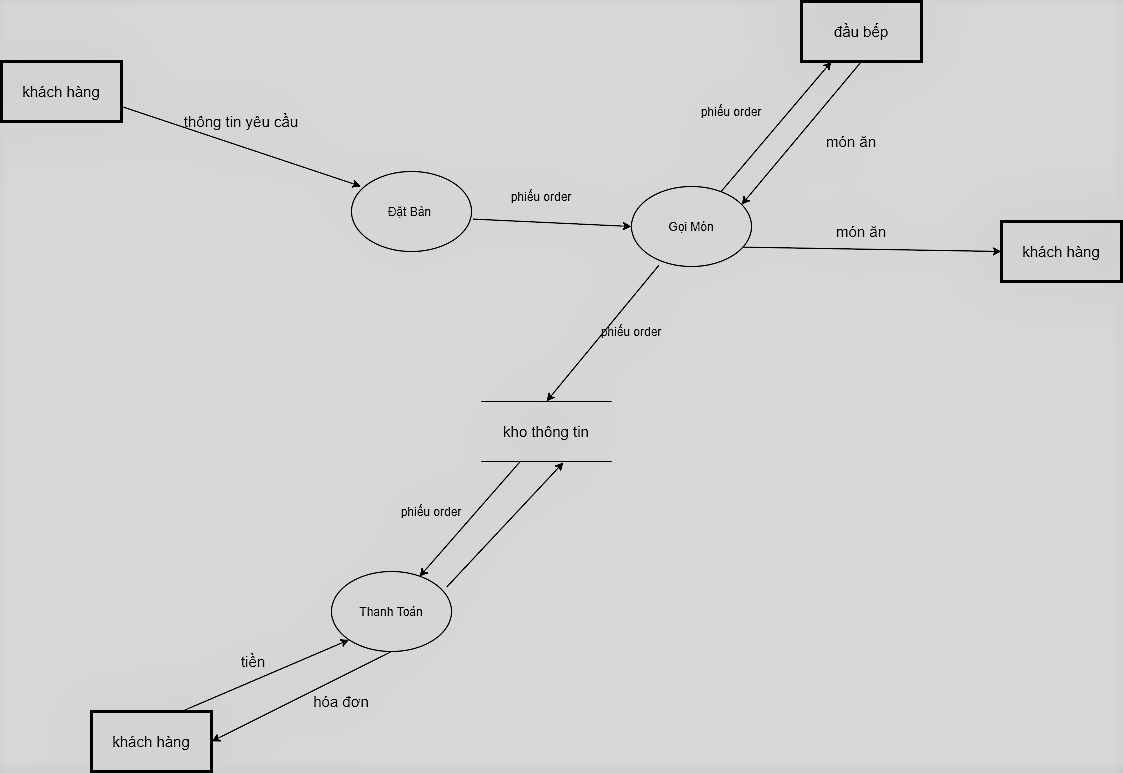 đầu bếp
khách hàng
phiếu order
thông tin yêu cầu
món ăn
phiếu order
Đặt Bản
Gọi Món
món ăn
khách hàng
phiếu order
kho thông tin
phiếu order
Thanh Toán
tiền
hóa đơn
khách hàng